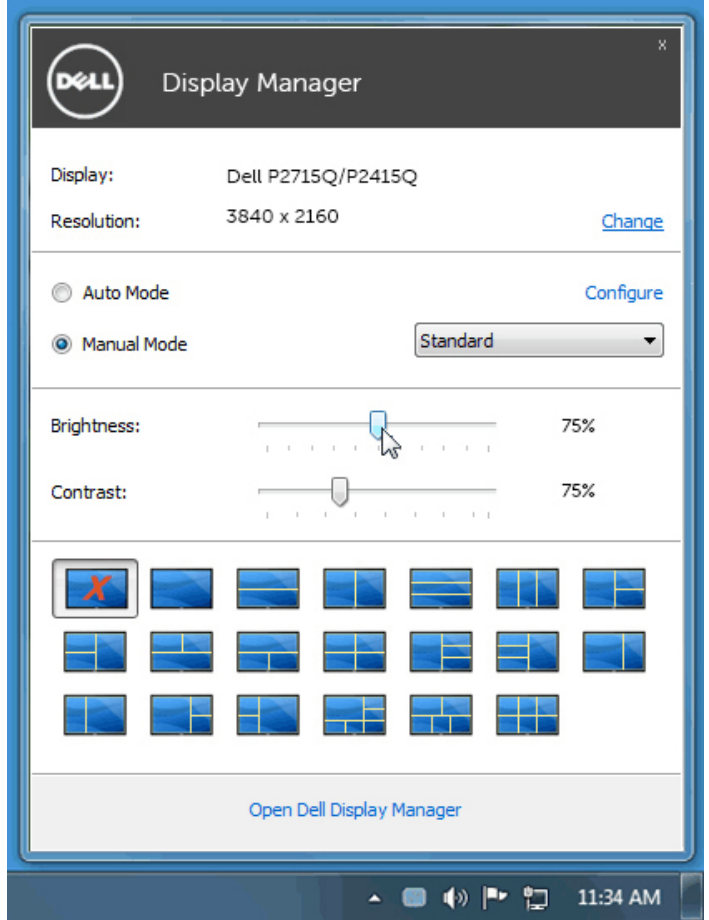 x
DELL Display Manager
Display: Dell P2715Q/P2415Q
Resolution: 3840 x 2160 Change
Auto Mode Configure
Manual Mode Standard
Brightness: 75%
Contrast: 75%
X
Open Dell Display Manager
11:34 AM